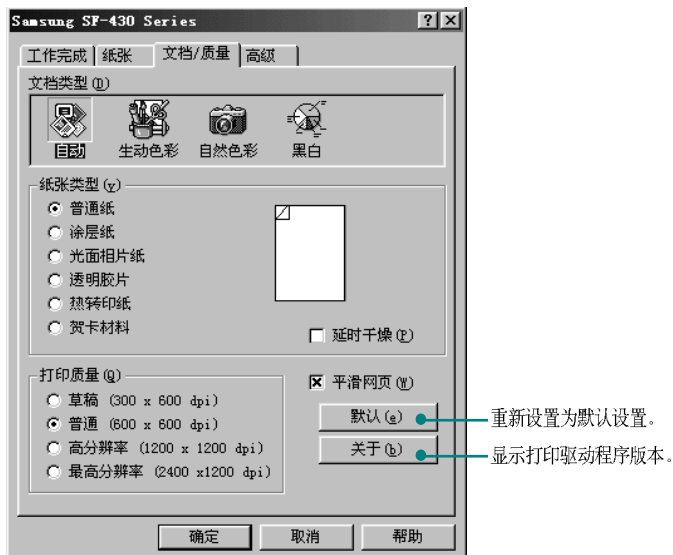 Samsung SF-430 Series
工作完成 纸张 文档/质量 高级
文档类型(D)
自动 生动色彩 自然色彩 黑白
纸张类型(y)
普通纸
涂层纸
光面相片纸
透明胶片
热转印纸
贺卡材料
延时干燥(P)
打印质量(Q)
草稿 (300 x 600 dpi)
普通 (600 x 600 dpi)
高分辨率 (1200 x 1200 dpi)
最高分辨率 (2400 x1200 dpi)
平滑网页(W)
默认(e) 重新设置为默认设置。
关于(b) 显示打印驱动程序版本。
确定 取消 帮助